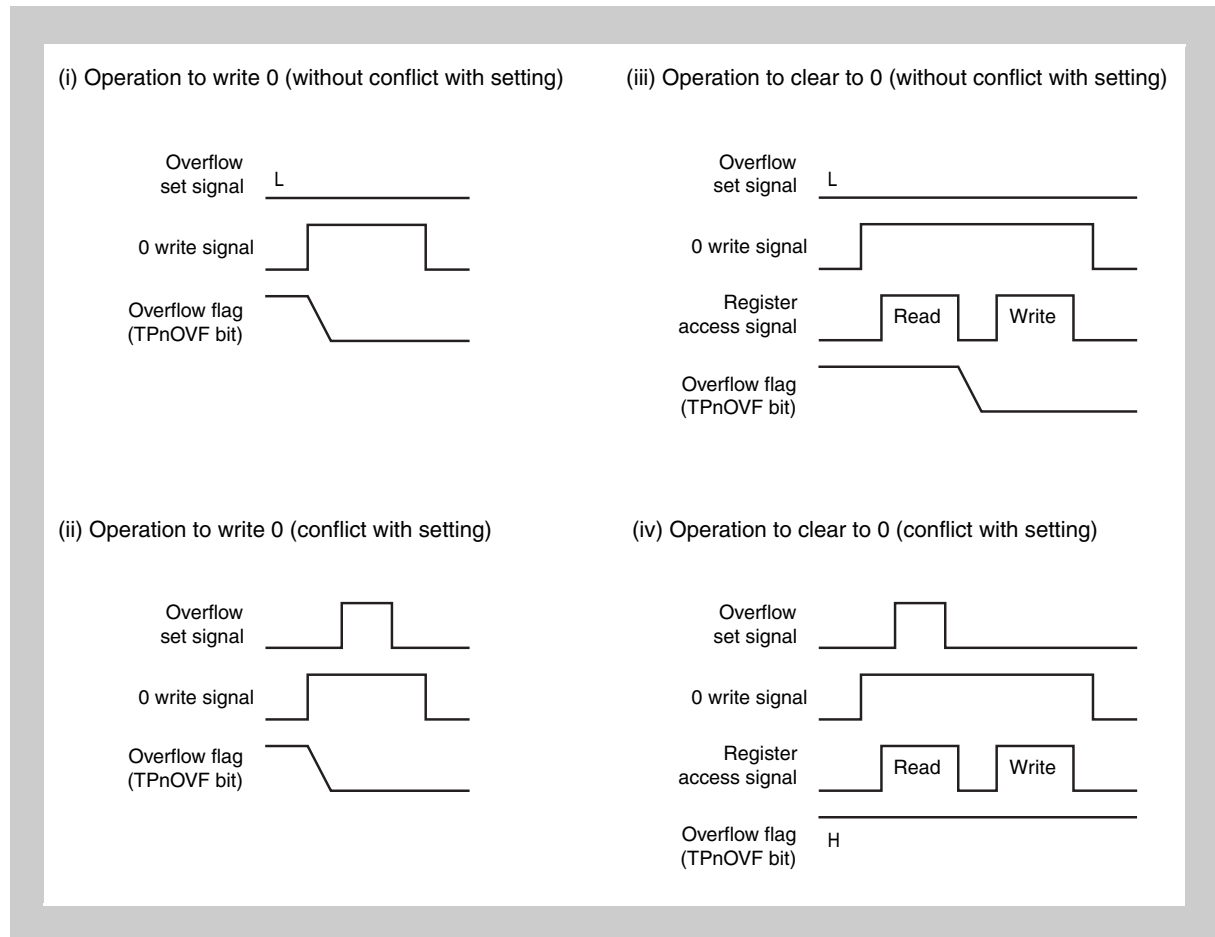 (i) Operation to write 0 (without conflict with setting)
Overflow
set signal
L
0 write signal
Overflow flag
(TPnOVF bit)
(iii) Operation to clear to 0 (without conflict with setting)
Overflow
set signal
L
0 write signal
Register
access signal
Read
Write
Overflow flag
(TPnOVF bit)
(ii) Operation to write 0 (conflict with setting)
Overflow
set signal
0 write signal
Overflow flag
(TPnOVF bit)
(iv) Operation to clear to 0 (conflict with setting)
Overflow
set signal
0 write signal
Register
access signal
Read
Write
Overflow flag
(TPnOVF bit)
H